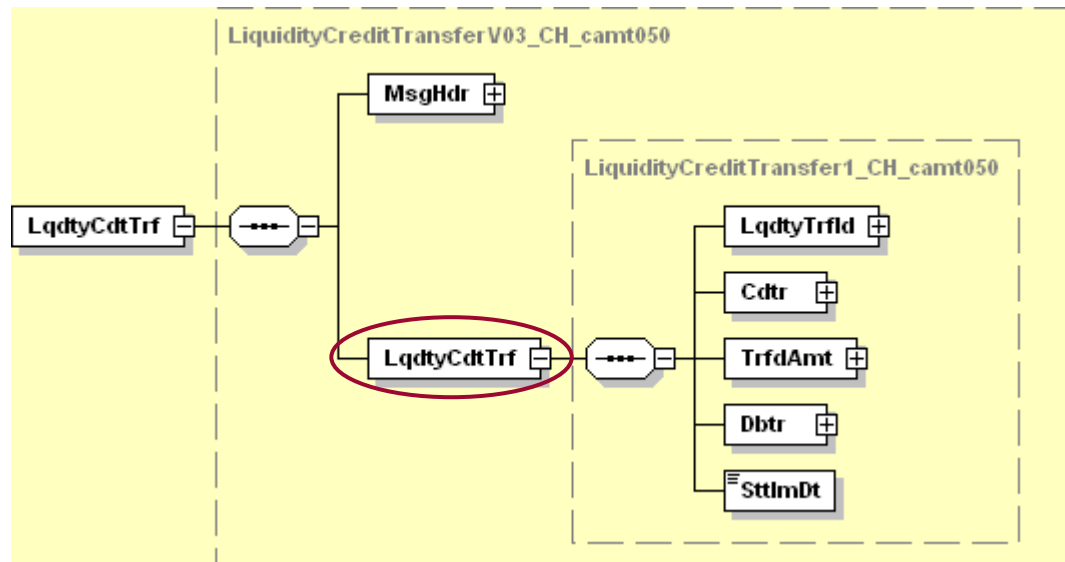 LiquidityCreditTransferV03_CH_camt050
MsgHdr
LiquidityCreditTransfer1_CH_camt050
LqdtyCdtTrf
LqdtyTrfId
Cdtr
LqdtyCdtTrf
TrfdAmt
Dbtr
SttlmDt